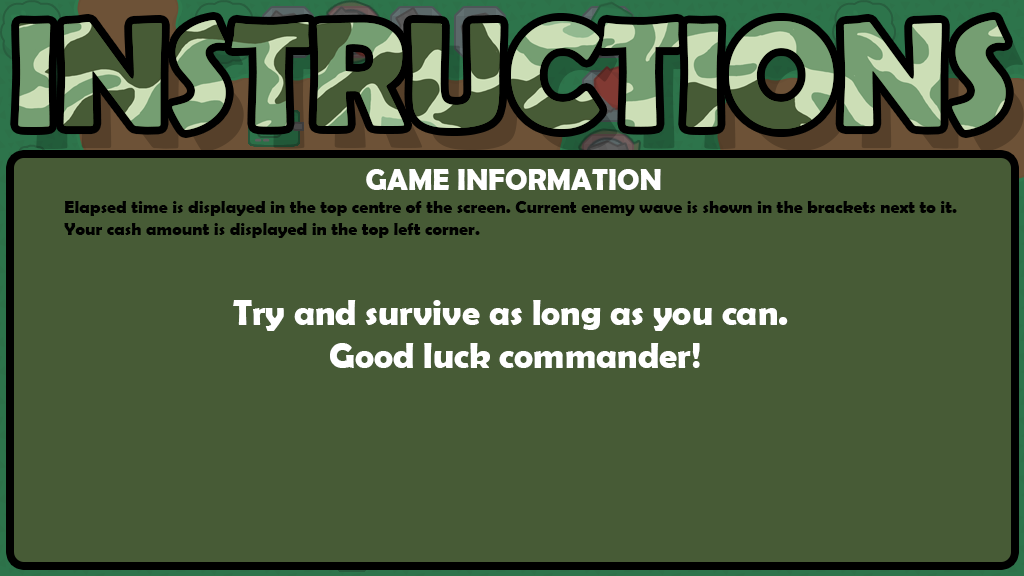 INSTRUCTIONS
GAME INFORMATION
Elapsed time is displayed in the top centre of the screen. Current enemy wave is shown in the brackets next to it.
Your cash amount is displayed in the top left corner.
Try and survive as long as you can.
Good luck commander!